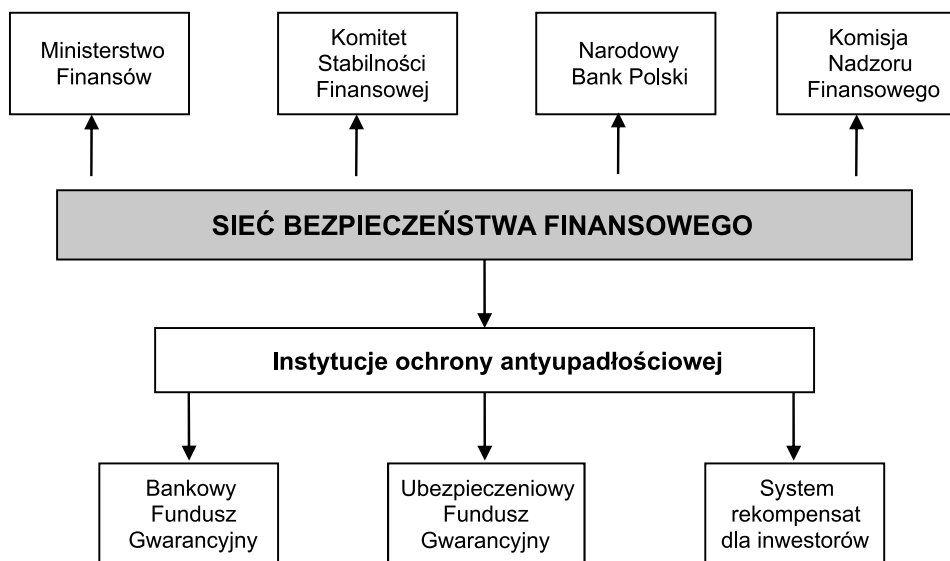 Ministerstwo
Finansów
Komitet
Stabilności
Finansowej
Narodowy
Bank Polski
Komisja
Nadzoru
Finansowego
SIEĆ BEZPIECZEŃSTWA FINANSOWEGO
Instytucje ochrony antyupadłościowej
Bankowy
Fundusz
Gwarancyjny
Ubezpieczeniowy
Fundusz
Gwarancyjny
System
rekompensat
dla inwestorów